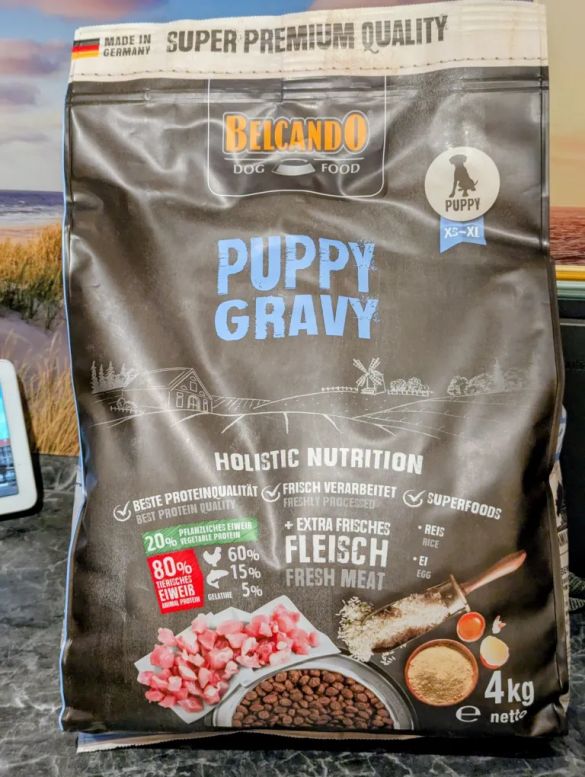 MADE IN
GERMANY
SUPER PREMIUM QUALITY
BELCANDO
DOG FOOD
PUPPY
XS-XL
PUPPY
GRAVY
HOLISTIC NUTRITION
BESTE PROTEINQUALITÄT
BEST PROTEIN QUALITY
FRISCH VERARBEITET
FRESHLY PROCESSED
SUPERFOODS
20% PFLANZLICHES EIWEIß
VEGETABLE PROTEIN
80%
TIERISCHES
EIWEIß
ANIMAL PROTEIN
60%
15%
GELATINE 5%
+ EXTRA FRISCHES
FLEISCH
FRESH MEAT
• REIS
RICE
• EI
EGG
4kg
e netto